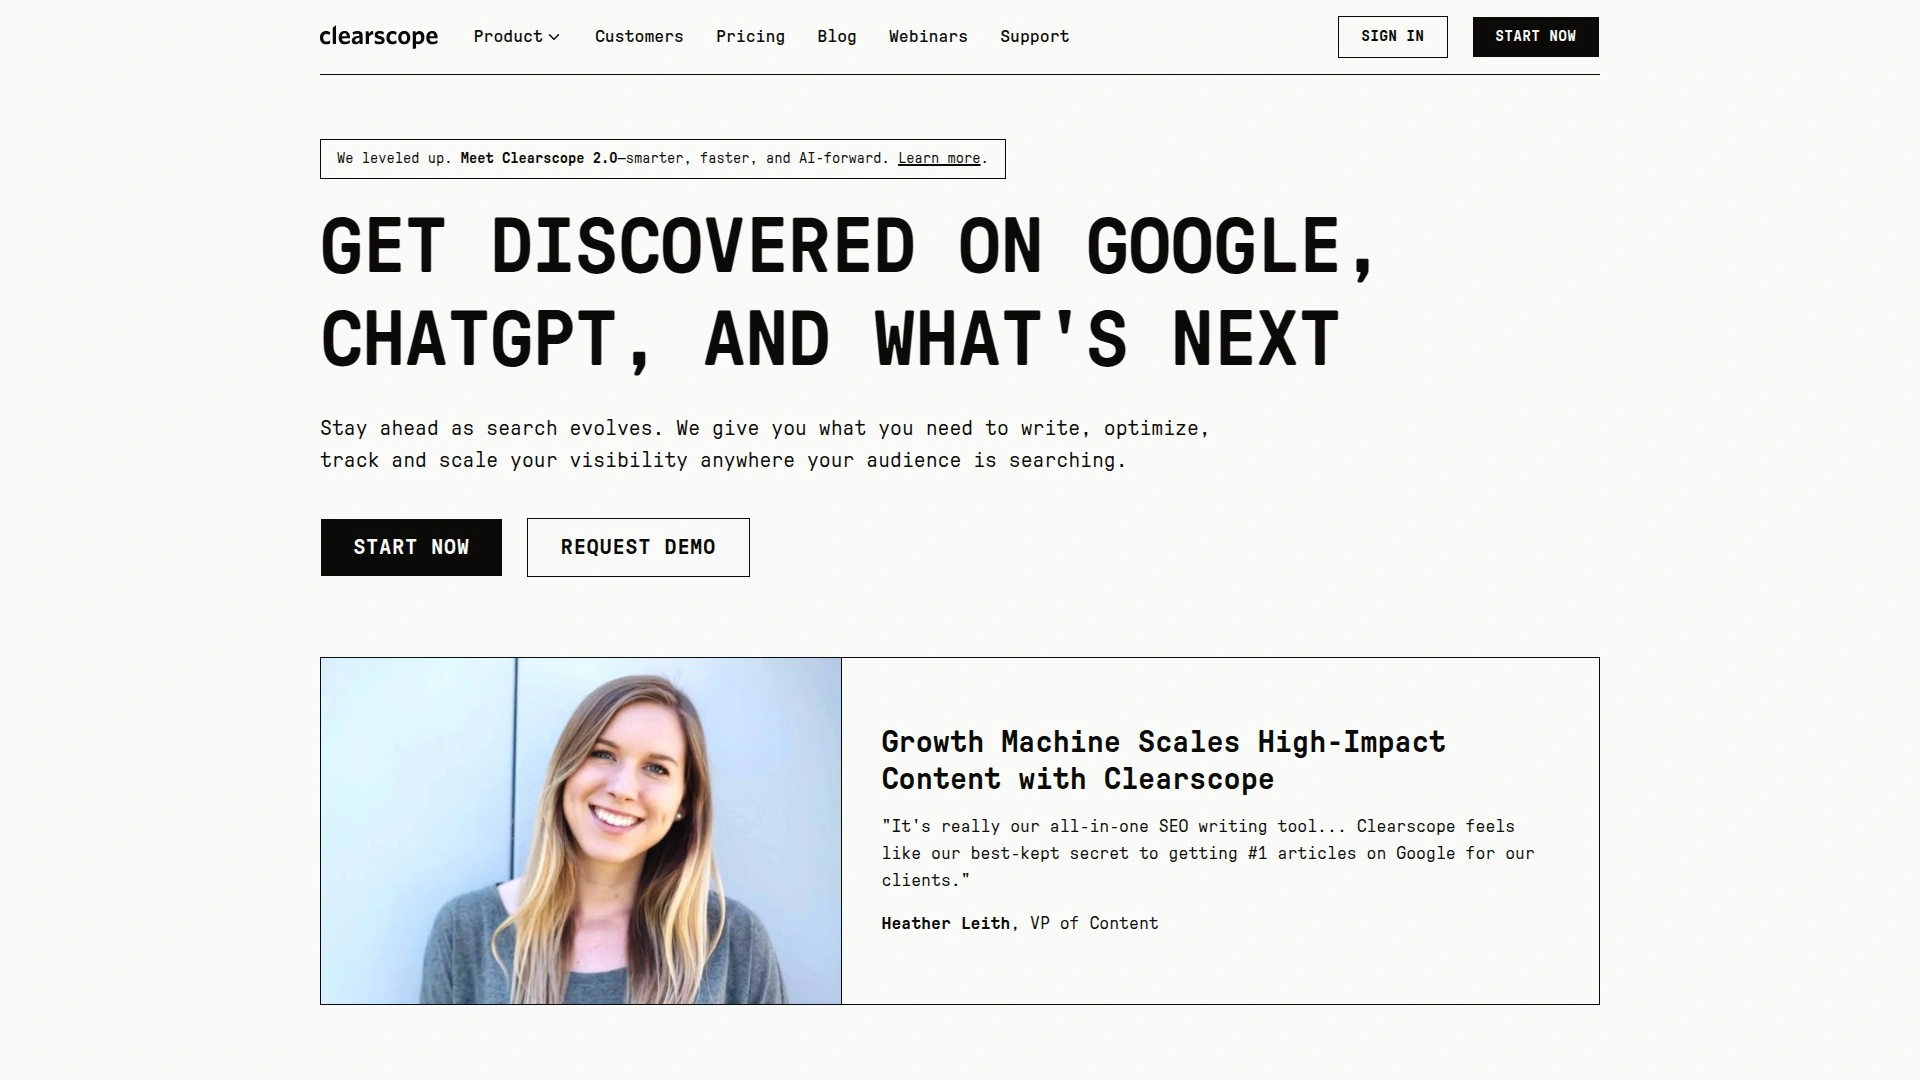 clearscope
Product
Customers
Pricing
Blog
Webinars
Support
SIGN IN
START NOW
We leveled up. Meet Clearscope 2.0—smarter, faster, and AI-forward. Learn more.
GET DISCOVERED ON GOOGLE,
CHATGPT, AND WHAT'S NEXT
Stay ahead as search evolves. We give you what you need to write, optimize,
track and scale your visibility anywhere your audience is searching.
START NOW
REQUEST DEMO
Growth Machine Scales High-Impact
Content with Clearscope
"It's really our all-in-one SEO writing tool... Clearscope feels
like our best-kept secret to getting #1 articles on Google for our
clients."
Heather Leith, VP of Content